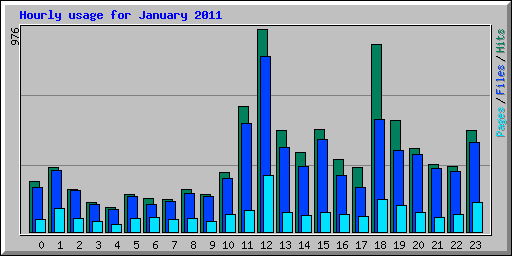 Hourly usage for January 2011
976
Pages/Files/Hits
0 1 2 3 4 5 6 7 8 9 10 11 12 13 14 15 16 17 18 19 20 21 22 23